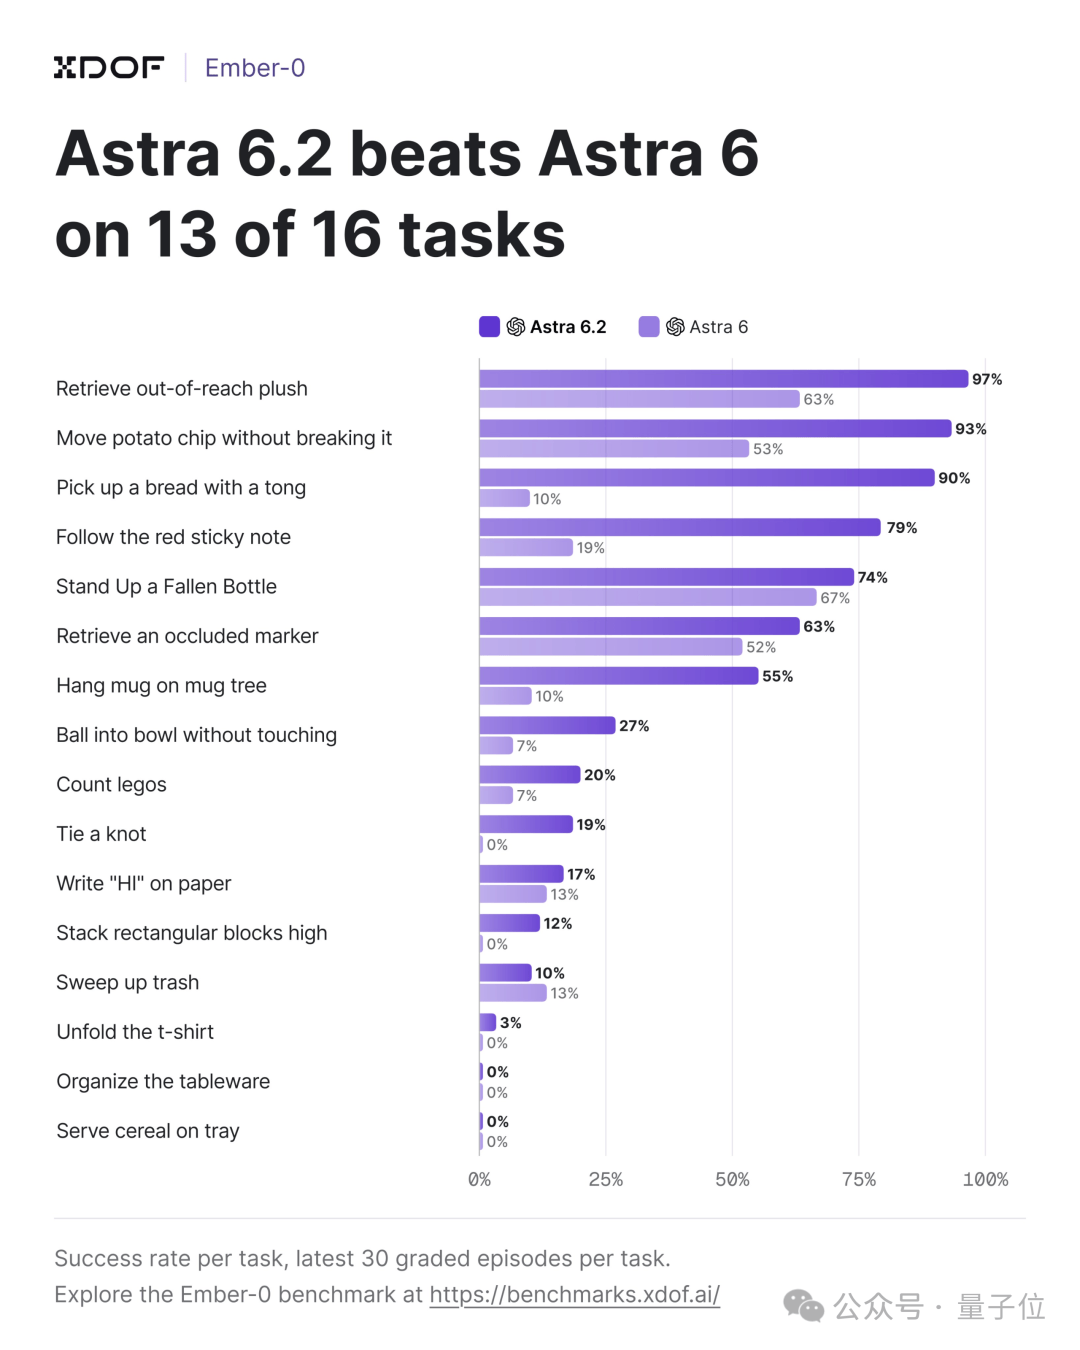 XDOF | Ember-0
Astra 6.2 beats Astra 6
on 13 of 16 tasks
Astra 6.2 Astra 6
Retrieve out-of-reach plush 97%
63%
Move potato chip without breaking it 93%
53%
Pick up a bread with a tong 90%
10%
Follow the red sticky note 79%
19%
Stand Up a Fallen Bottle 74%
67%
Retrieve an occluded marker 63%
52%
Hang mug on mug tree 55%
10%
Ball into bowl without touching 27%
7%
Count legos 20%
7%
Tie a knot 19%
0%
Write "HI" on paper 17%
13%
Stack rectangular blocks high 12%
0%
Sweep up trash 10%
13%
Unfold the t-shirt 3%
0%
Organize the tableware 0%
0%
Serve cereal on tray 0%
0%
0% 25% 50% 75% 100%
Success rate per task, latest 30 graded episodes per task.
Explore the Ember-0 benchmark at https://benchmarks.xdof.ai/
公众号 · 量子位